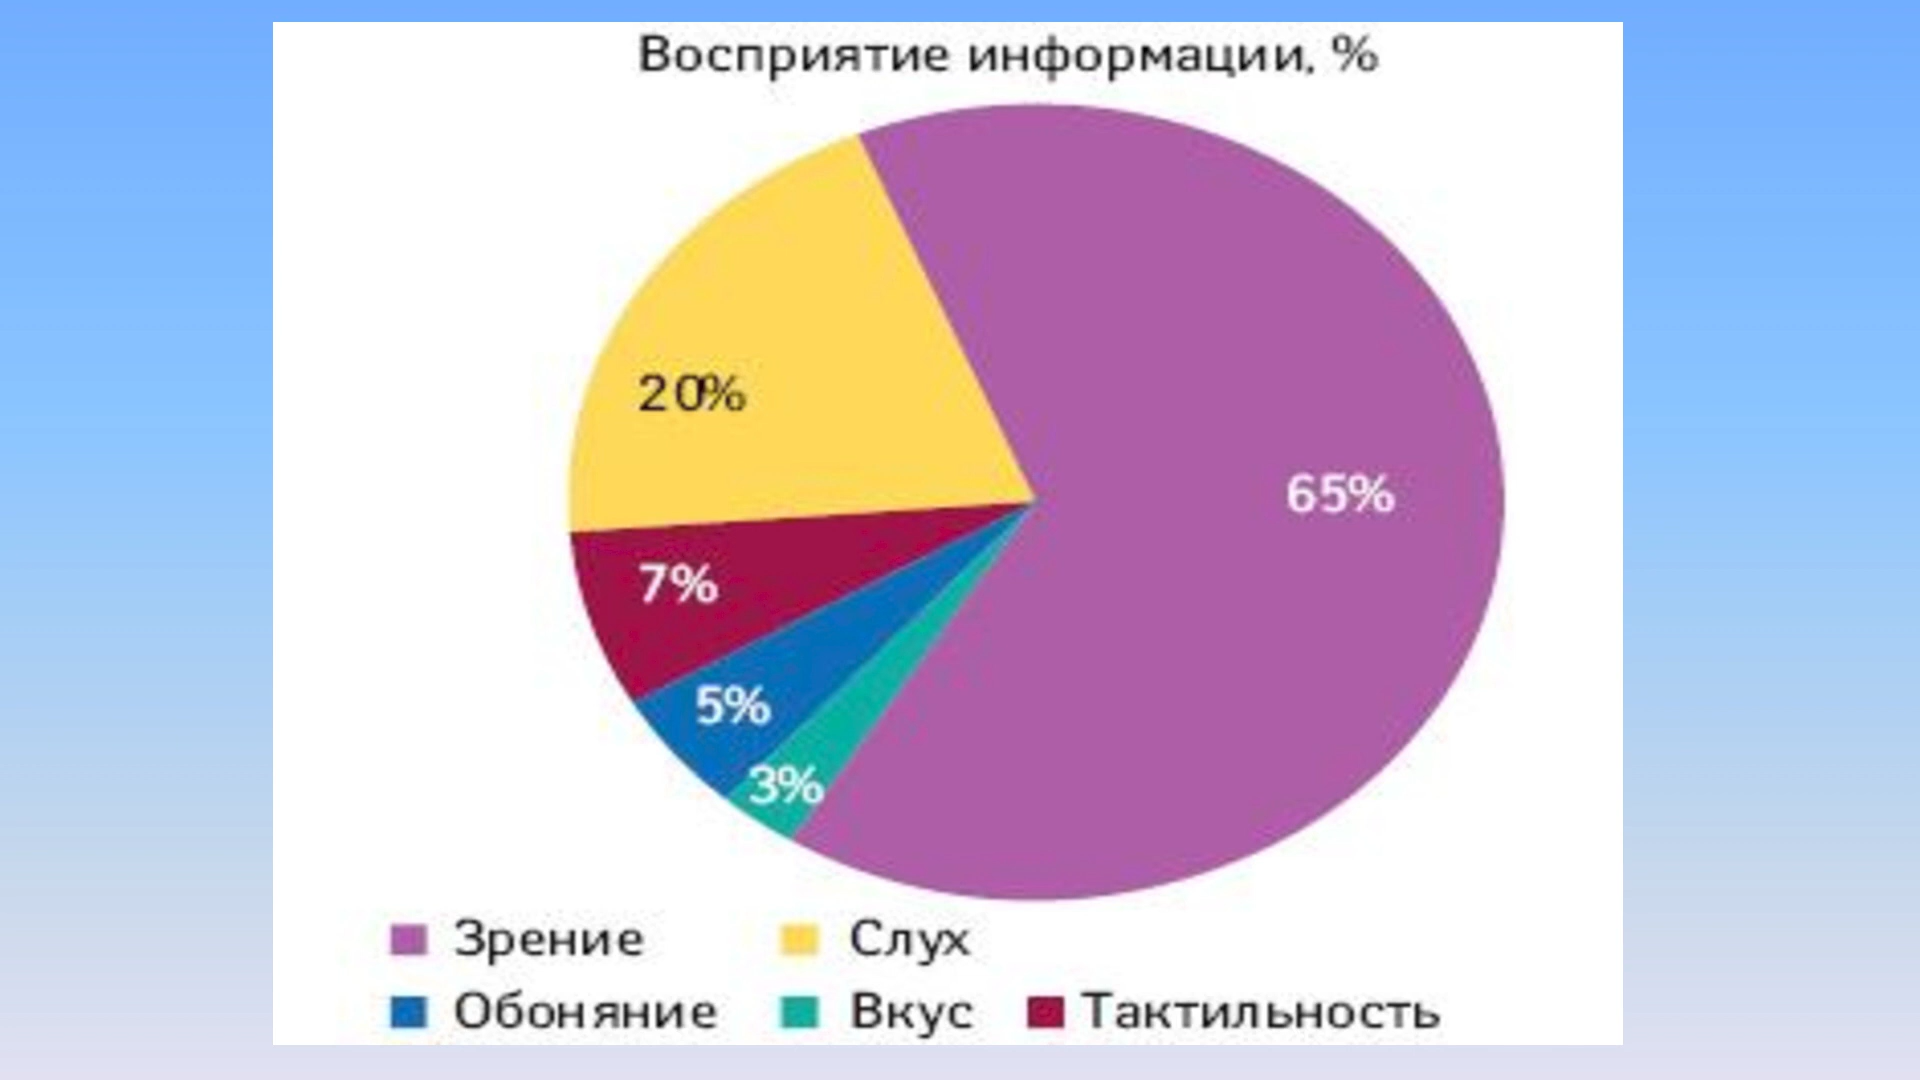 Восприятие информации, %
20%
65%
7%
5%
3%
Зрение Слух
Обоняние Вкус Тактильность